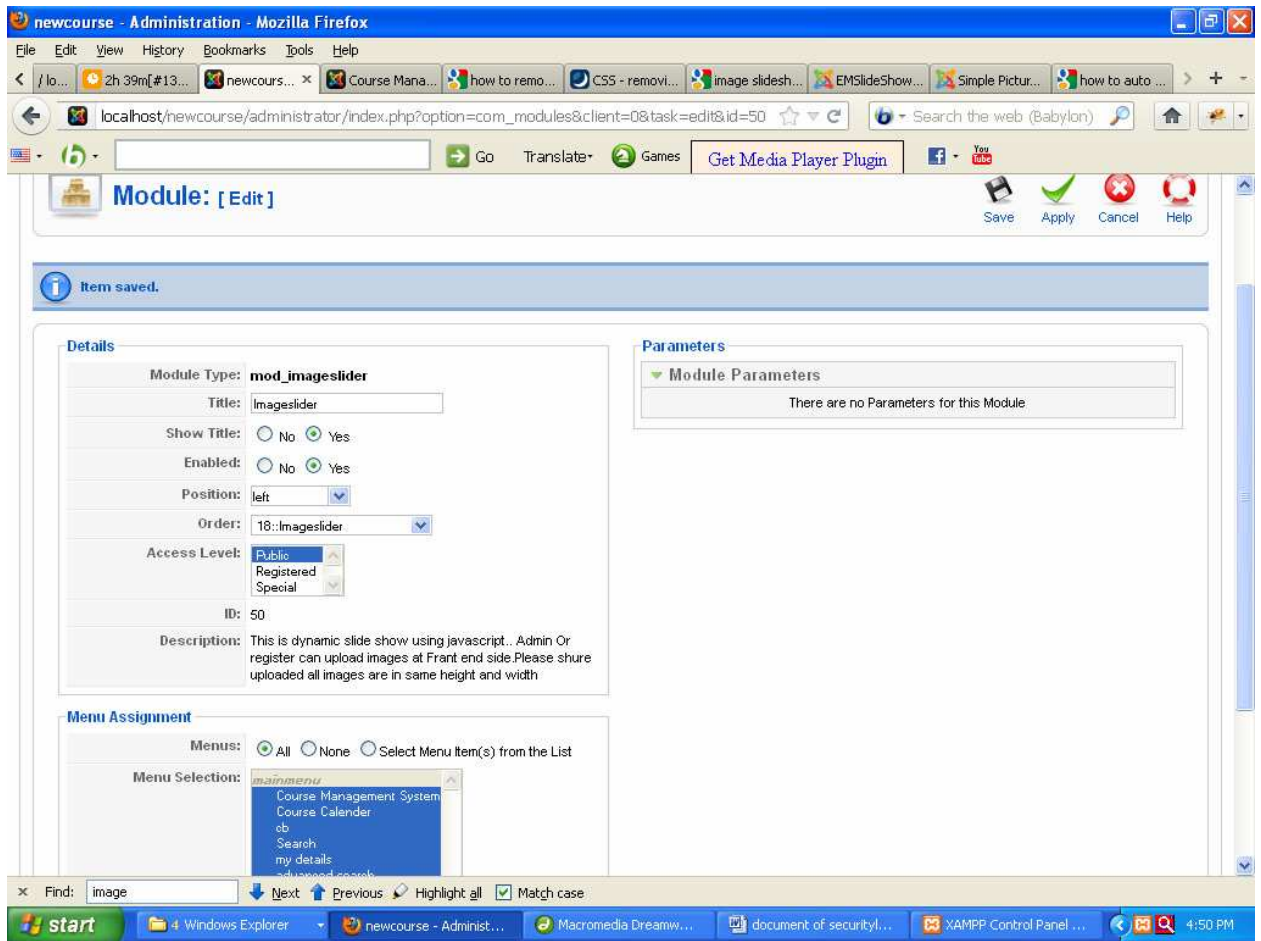 newcourse - Administration - Mozilla Firefox
File Edit View History Bookmarks Tools Help
/ lo... 2h 39m[#13... newcours... × Course Mana... how to remo... CSS - removi... image slidesh... EMSlideShow... Simple Pictur... how to auto ...
localhost/newcourse/administrator/index.php?option=com_modules&client=0&task=edit&id=50 Search the web (Babylon)
Go Translate Games Get Media Player Plugin You Tube
Module: [ Edit ]
Save Apply Cancel Help
Item saved.
Details
Module Type: mod_imageslider
Title: Imageslider
Show Title: No Yes
Enabled: No Yes
Position: left
Order: 18::Imageslider
Access Level: Public
Registered
Special
ID: 50
Description: This is dynamic slide show using javascript.. Admin Or
register can upload images at Frant end side.Please shure
uploaded all images are in same height and width
Parameters
Module Parameters
There are no Parameters for this Module
Menu Assignment
Menus: All None Select Menu Item(s) from the List
Menu Selection: mainmenu
Course Management System
Course Calender
cb
Search
my details
advanced search
× Find: image Next Previous Highlight all Match case
start 4 Windows Explorer newcourse - Administ... Macromedia Dreamw... document of securityl... XAMPP Control Panel ... 4:50 PM